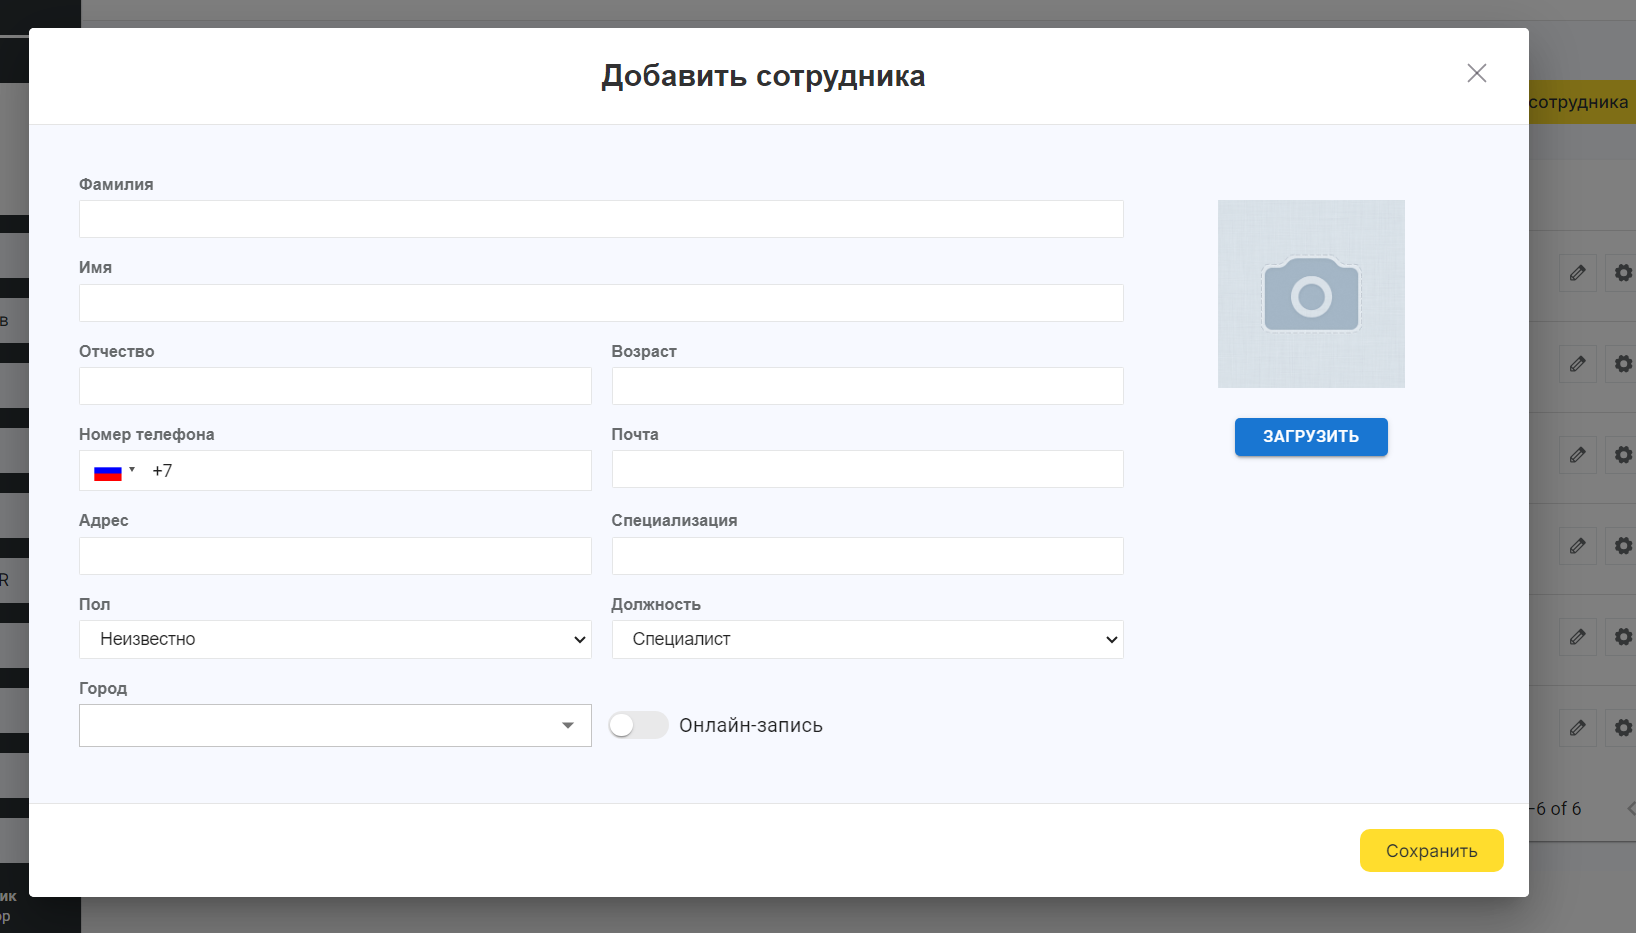 Добавить сотрудника
сотрудника
Фамилия
Имя
в
Отчество
Возраст
Номер телефона
Почта
+7
ЗАГРУЗИТЬ
Адрес
Специализация
R
Пол
Должность
Неизвестно
Специалист
Город
Онлайн-запись
-6 of 6
Сохранить
ик
ор